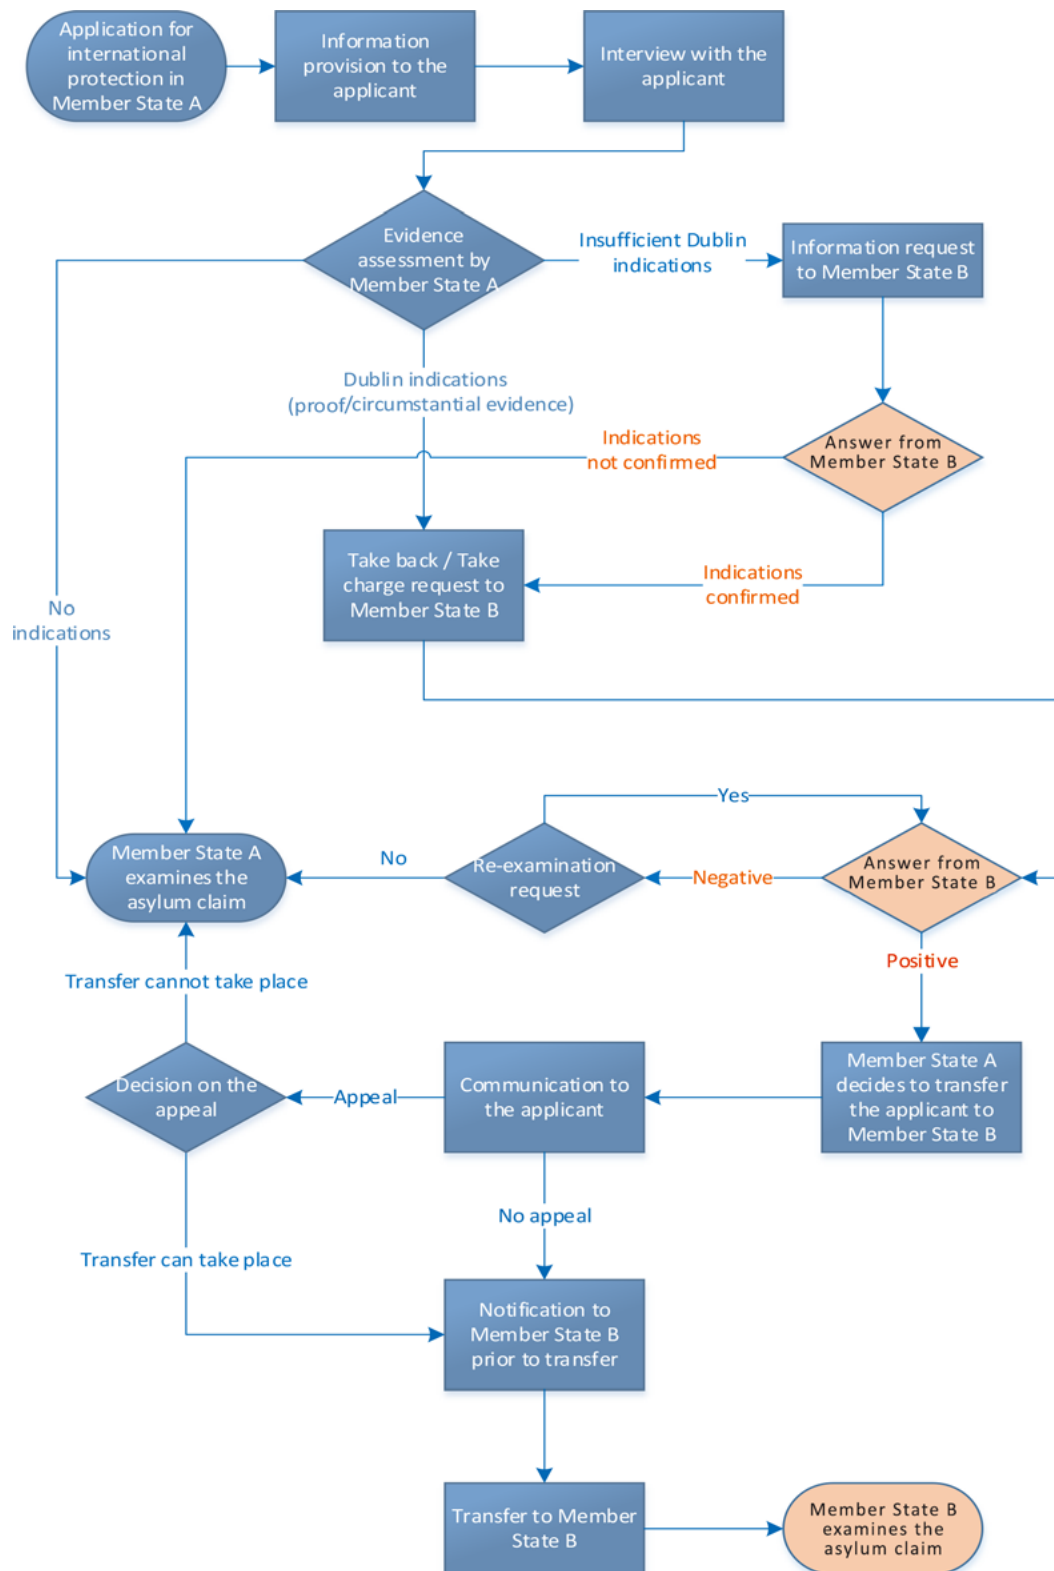 Application for
international
protection in
Member State A
Information
provision to the
applicant
Interview with the
applicant
Evidence
assessment by
Member State A
Insufficient Dublin
indications
Information request
to Member State B
Dublin indications
(proof/circumstantial evidence)
Indications
not confirmed
Answer from
Member State B
Take back / Take
charge request to
Member State B
Indications
confirmed
No
indications
Yes
Member State A
examines the
asylum claim
No
Re-examination
request
Negative
Answer from
Member State B
Positive
Transfer cannot take place
Decision on the
appeal
Appeal
Communication to
the applicant
Member State A
decides to transfer
the applicant to
Member State B
No appeal
Transfer can take place
Notification to
Member State B
prior to transfer
Transfer to Member
State B
Member State B
examines the
asylum claim